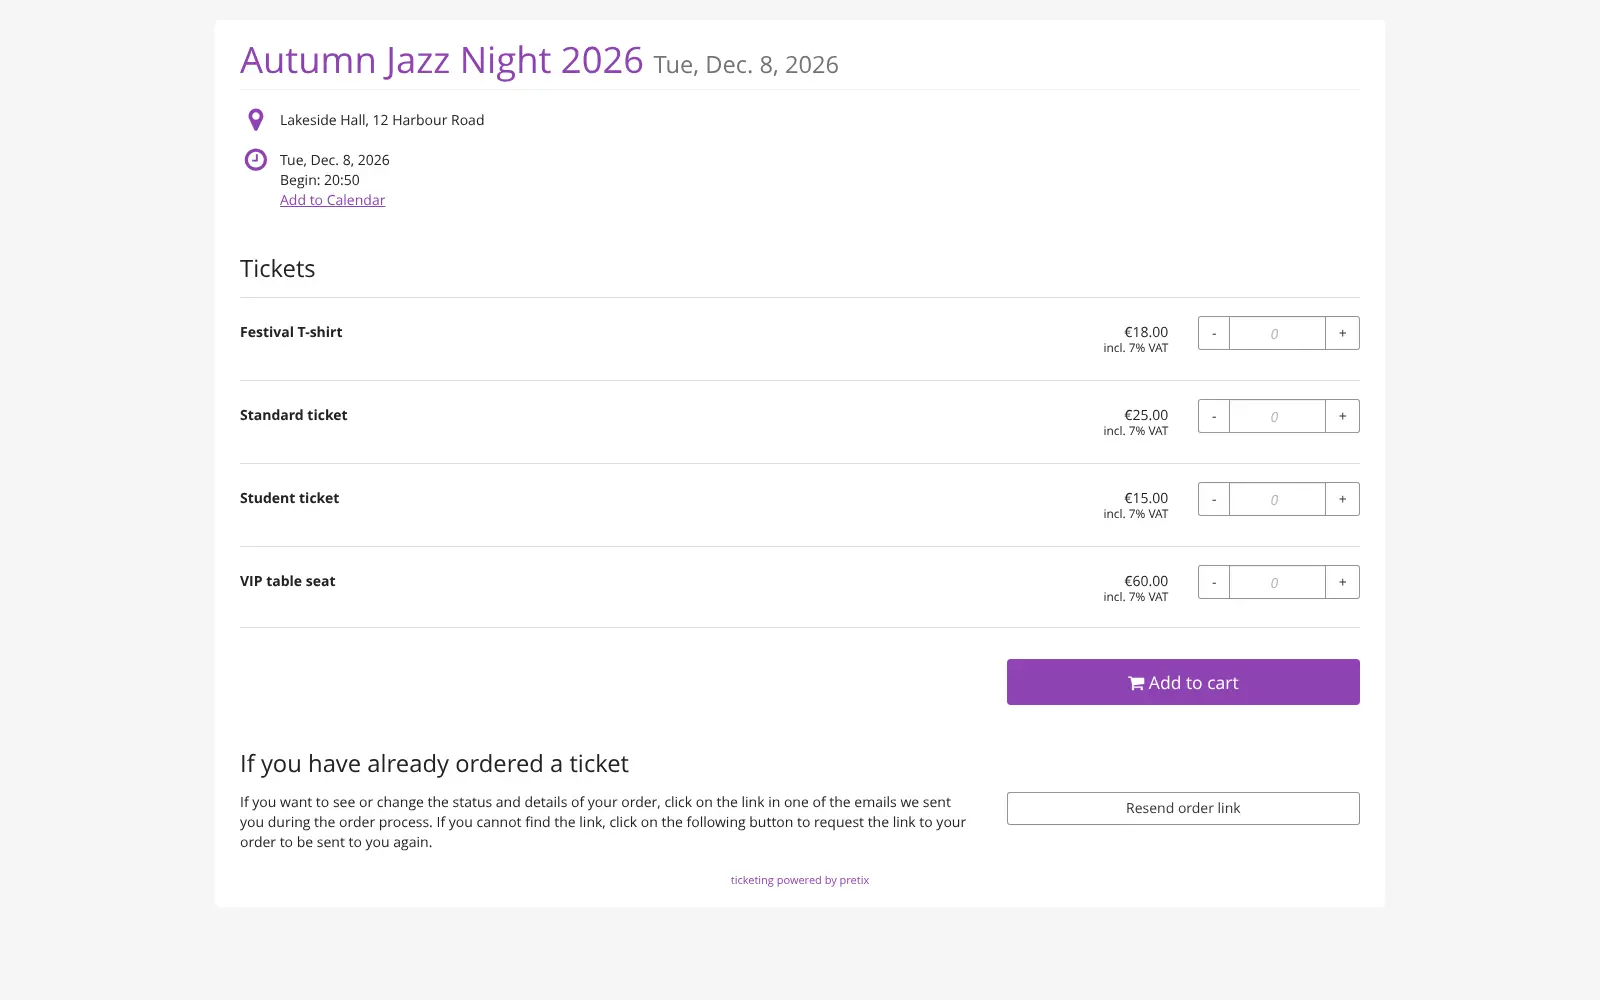 Autumn Jazz Night 2026 Tue, Dec. 8, 2026
Lakeside Hall, 12 Harbour Road
Tue, Dec. 8, 2026
Begin: 20:50
Add to Calendar
Tickets
Festival T-shirt
€18.00
incl. 7% VAT
- 0 +
Standard ticket
€25.00
incl. 7% VAT
- 0 +
Student ticket
€15.00
incl. 7% VAT
- 0 +
VIP table seat
€60.00
incl. 7% VAT
- 0 +
Add to cart
If you have already ordered a ticket
If you want to see or change the status and details of your order, click on the link in one of the emails we sent
you during the order process. If you cannot find the link, click on the following button to request the link to your
order to be sent to you again.
Resend order link
ticketing powered by pretix